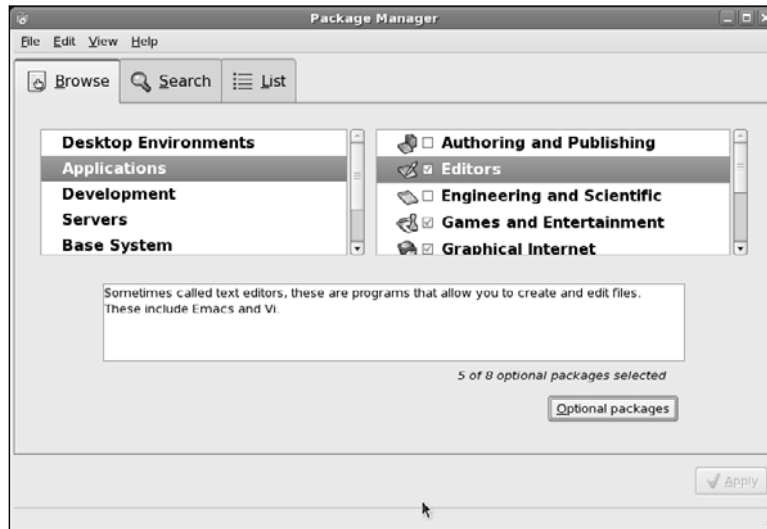 Package Manager
File Edit View Help
Browse Search List
Desktop Environments
Applications
Development
Servers
Base System
Authoring and Publishing
Editors
Engineering and Scientific
Games and Entertainment
Graphical Internet
Sometimes called text editors, these are programs that allow you to create and edit files.
These include Emacs and Vi.
5 of 8 optional packages selected
Optional packages
Apply